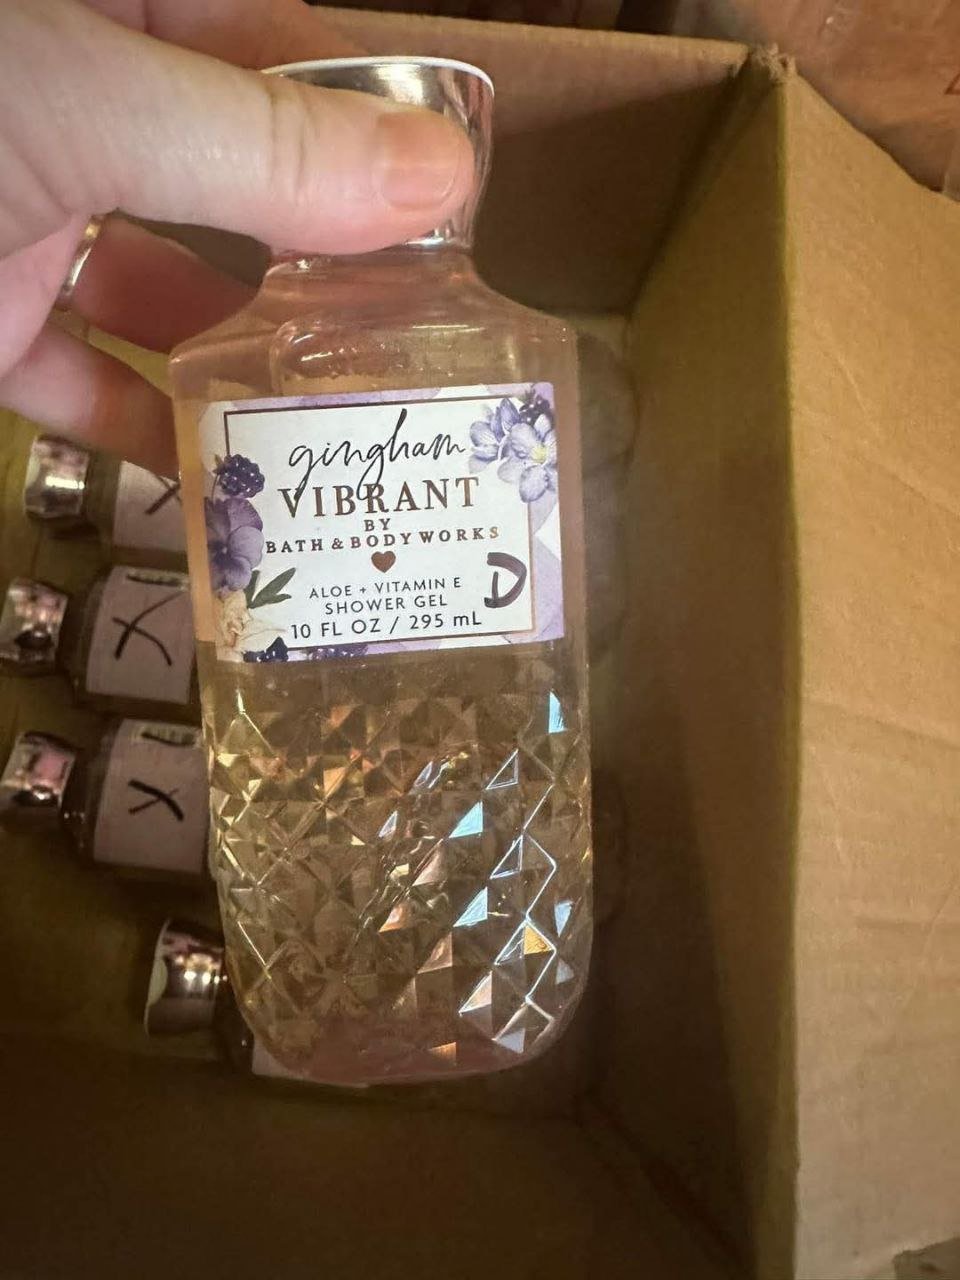 gingham
VIBRANT
BY
BATH & BODY WORKS
ALOE + VITAMIN E
SHOWER GEL
10 FL OZ / 295 mL
D
X
X
X